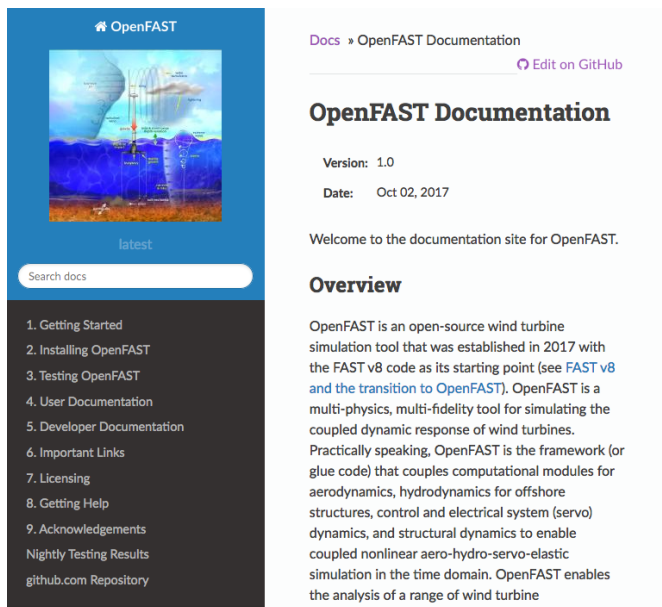 OpenFAST
latest
Search docs
1. Getting Started
2. Installing OpenFAST
3. Testing OpenFAST
4. User Documentation
5. Developer Documentation
6. Important Links
7. Licensing
8. Getting Help
9. Acknowledgements
Nightly Testing Results
github.com Repository
Docs » OpenFAST Documentation
Edit on GitHub
OpenFAST Documentation
Version: 1.0
Date: Oct 02, 2017
Welcome to the documentation site for OpenFAST.
Overview
OpenFAST is an open-source wind turbine
simulation tool that was established in 2017 with
the FAST v8 code as its starting point (see FAST v8
and the transition to OpenFAST). OpenFAST is a
multi-physics, multi-fidelity tool for simulating the
coupled dynamic response of wind turbines.
Practically speaking, OpenFAST is the framework (or
glue code) that couples computational modules for
aerodynamics, hydrodynamics for offshore
structures, control and electrical system (servo)
dynamics, and structural dynamics to enable
coupled nonlinear aero-hydro-servo-elastic
simulation in the time domain. OpenFAST enables
the analysis of a range of wind turbine